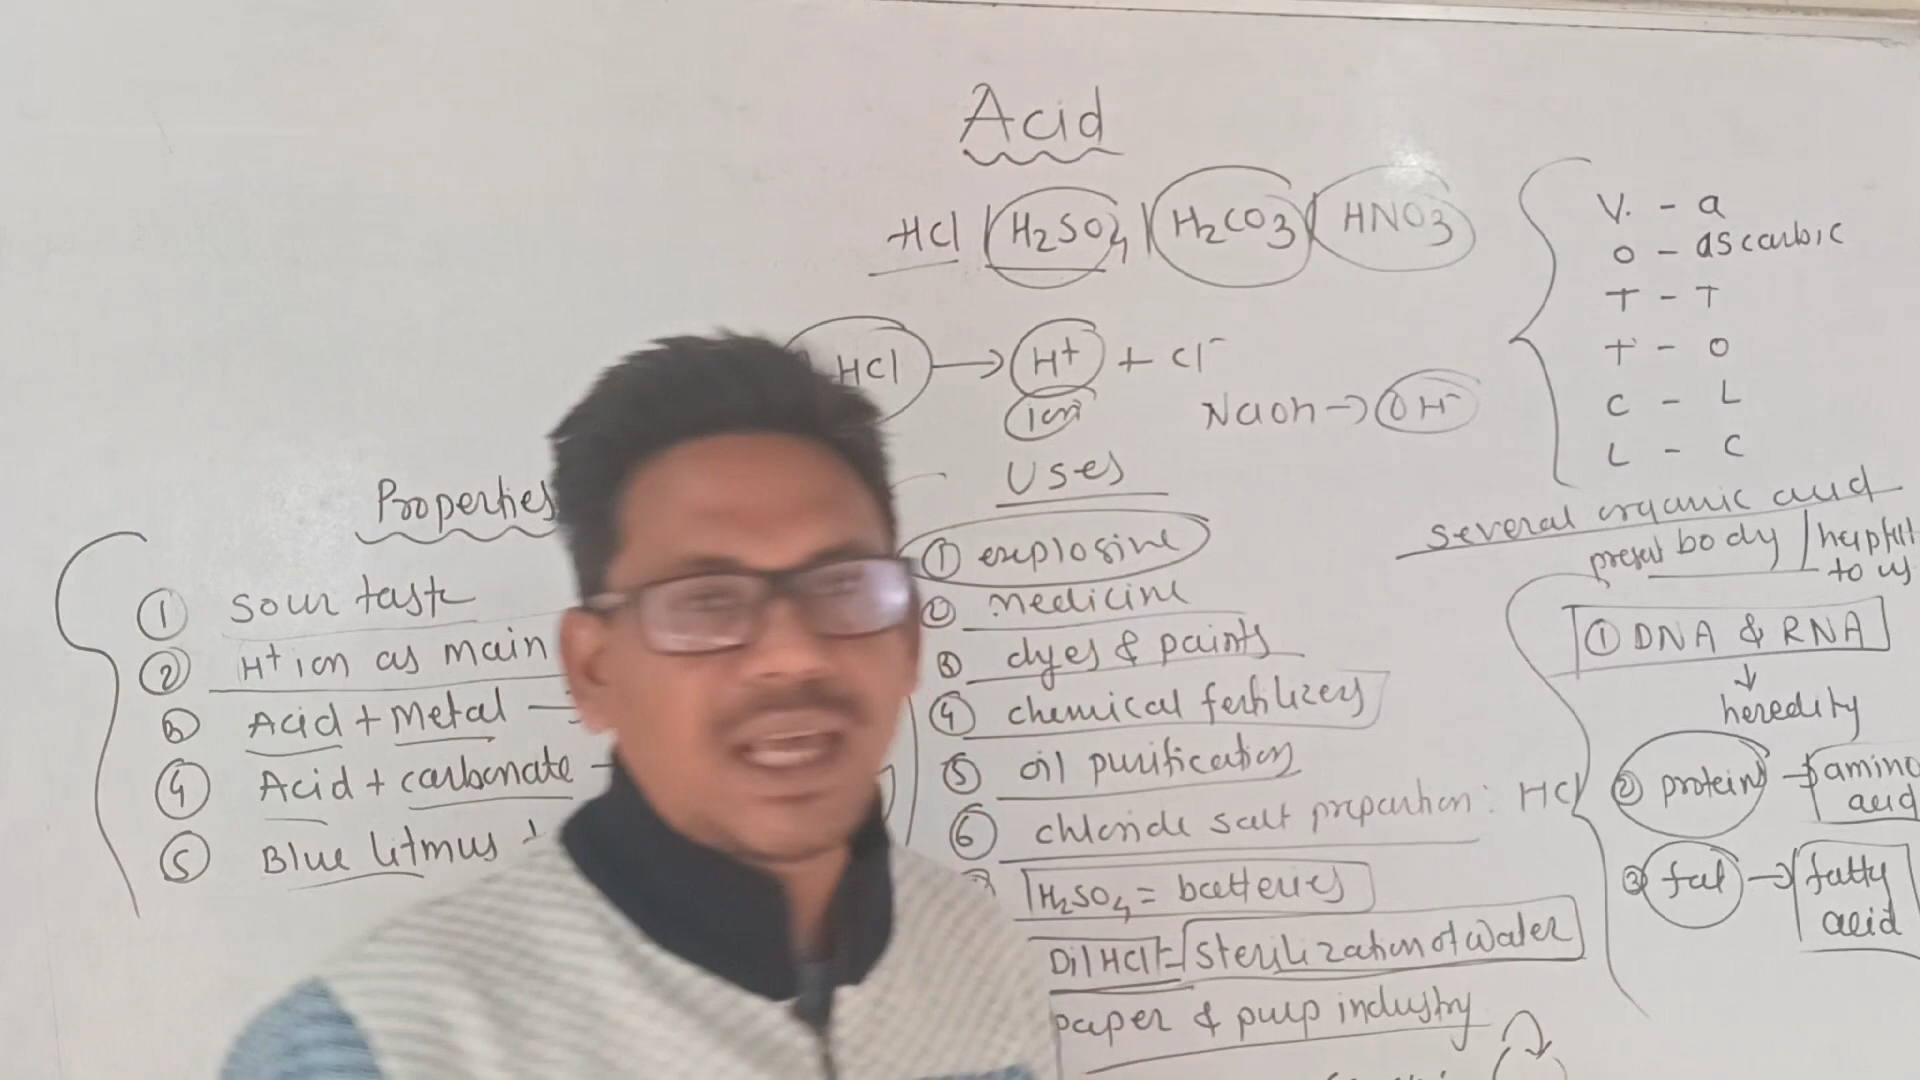 Acid
HCl | H2SO4 | H2CO3 | HNO3
HCl → H+ + Cl-
ion
NaOH → OH-
V. - a
O - ascarbic
T - T
T - O
C - L
L - C
Properties
① Sour taste
② H+ ion as main
③ Acid + Metal →
④ Acid + carbonate →
⑤ Blue litmus +
Uses
① explosive
② medicine
③ dyes & paints
④ chemical fertilizers
⑤ oil purification
⑥ chloride salt prepartion : HCl
H2SO4 = batteries
Dil HCl = Sterilization of water
paper & pulp industry
several organic acid
present body / helpful
to us
① DNA & RNA
↓
heredity
② protein → amino
acid
③ fat → fatty
acid